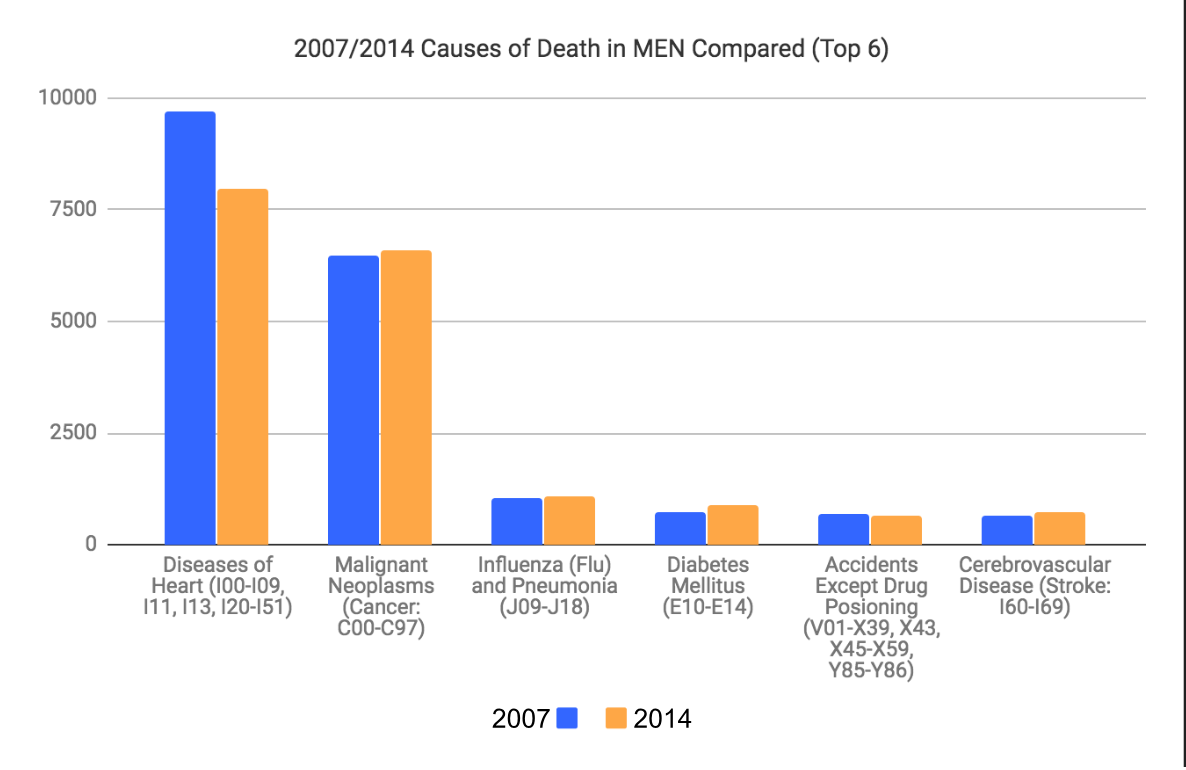 2007/2014 Causes of Death in MEN Compared (Top 6)
10000
7500
5000
2500
0
Diseases of
Heart (I00-I09,
I11, I13, I20-I51)
Malignant
Neoplasms
(Cancer:
C00-C97)
Influenza (Flu)
and Pneumonia
(J09-J18)
Diabetes
Mellitus
(E10-E14)
Accidents
Except Drug
Posioning
(V01-X39, X43,
X45-X59,
Y85-Y86)
Cerebrovascular
Disease (Stroke:
I60-I69)
2007
2014